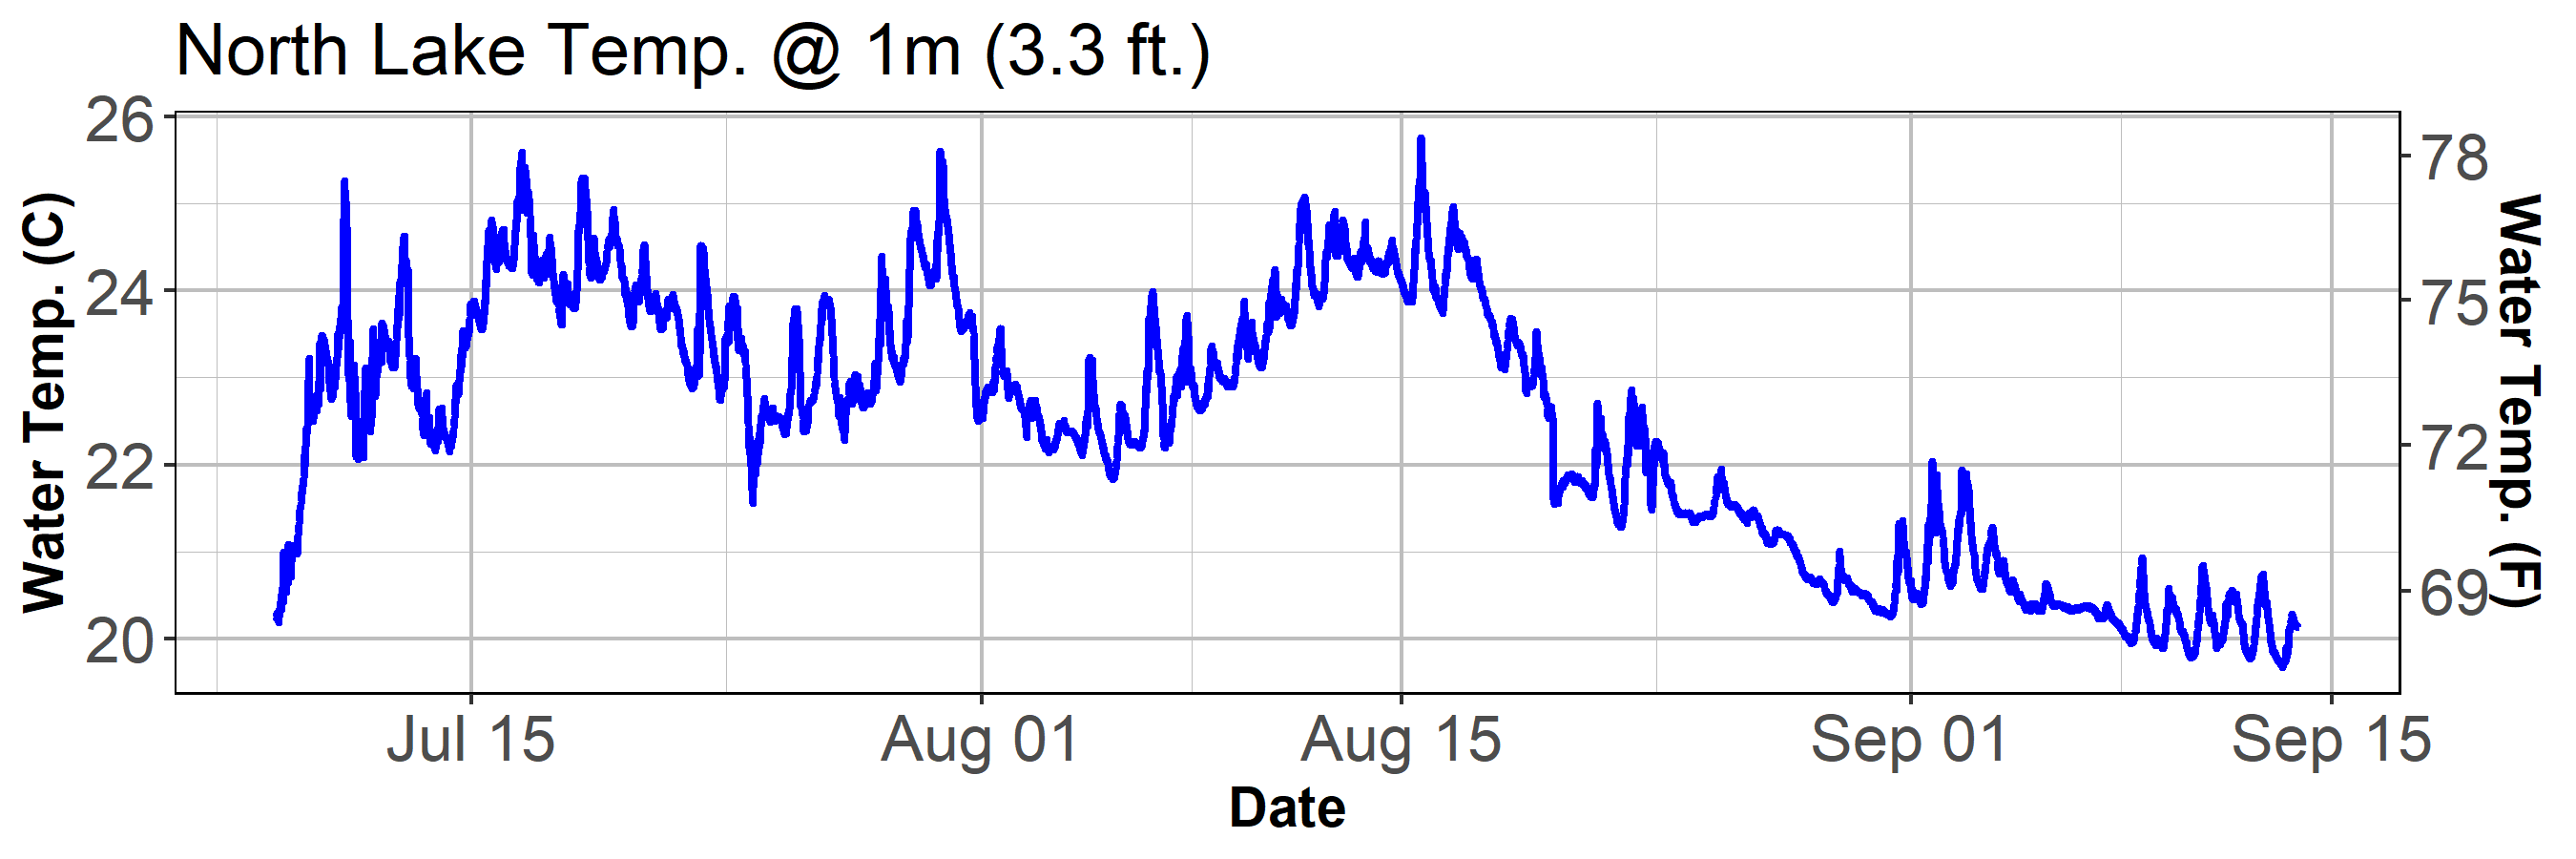 North Lake Temp. @ 1m (3.3 ft.)
Water Temp. (C)
26
24
22
20
78
75
72
69
Water Temp. (F)
Jul 15
Aug 01
Aug 15
Sep 01
Sep 15
Date